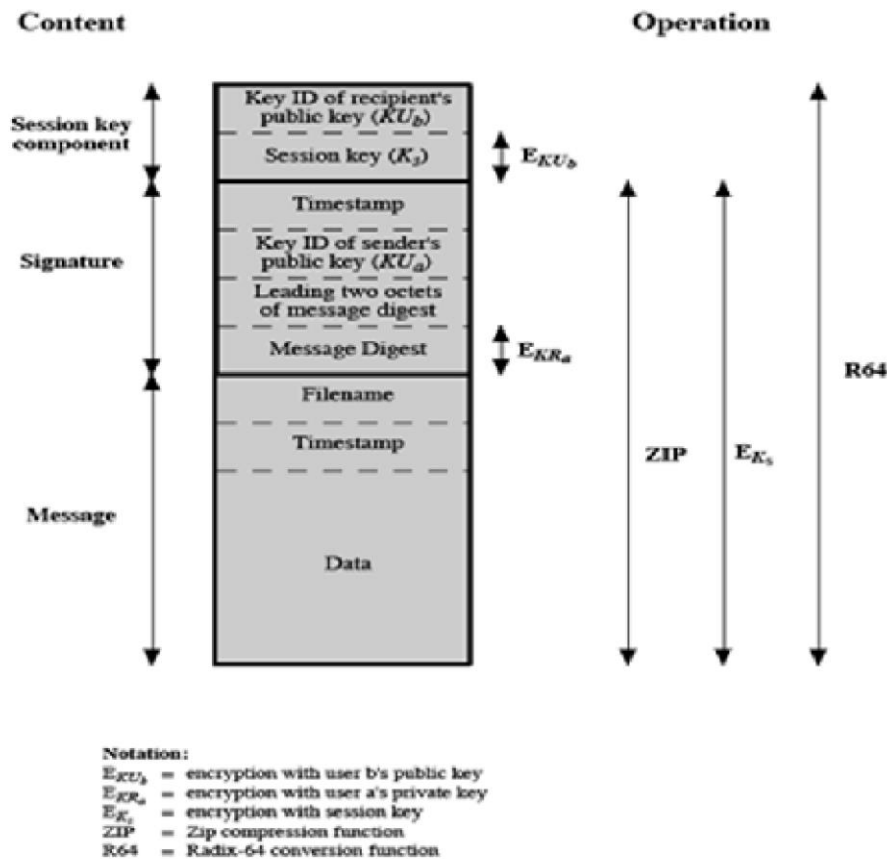 Content
Operation
Session key
component
Key ID of recipient's
public key (KUb)
Session key (Ks)
EKUb
Signature
Timestamp
Key ID of sender's
public key (KUa)
Leading two octets
of message digest
Message Digest
EKRa
Message
Filename
Timestamp
Data
ZIP
EKs
R64
Notation:
EKUb = encryption with user b's public key
EKRa = encryption with user a's private key
EKs = encryption with session key
ZIP = Zip compression function
R64 = Radix-64 conversion function